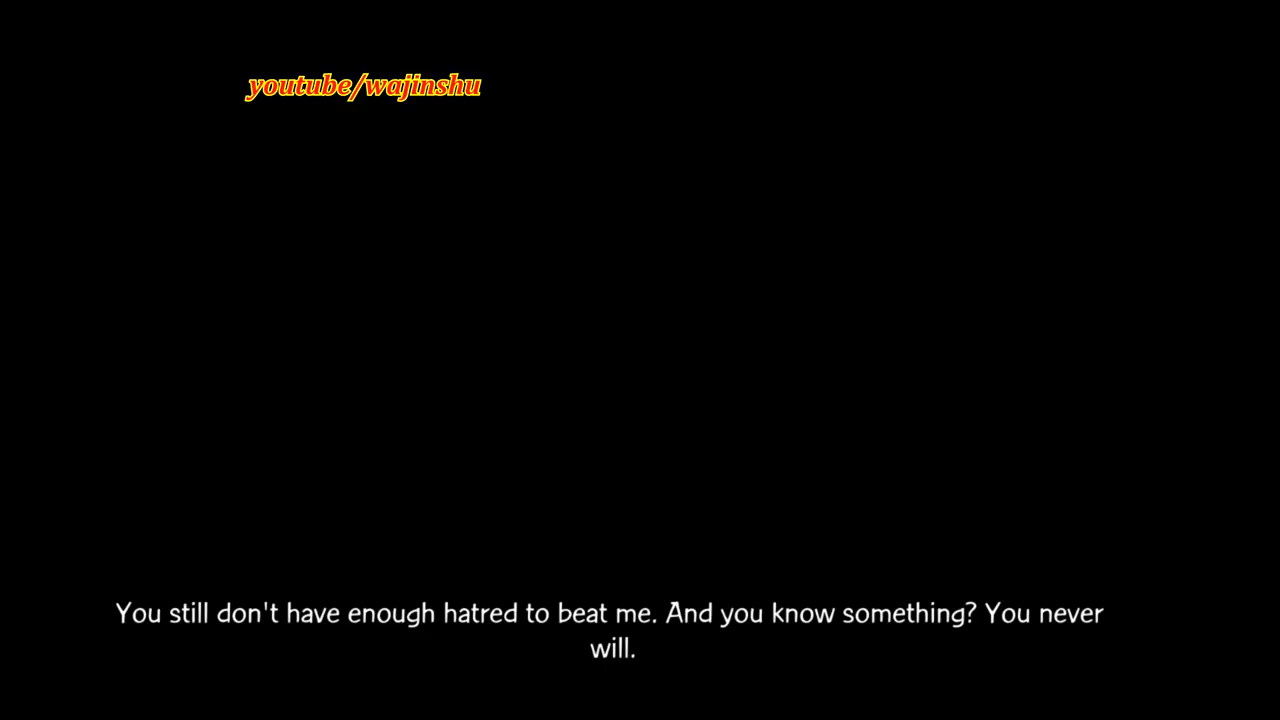 youtube/wajinshu
You still don't have enough hatred to beat me. And you know something? You never
will.